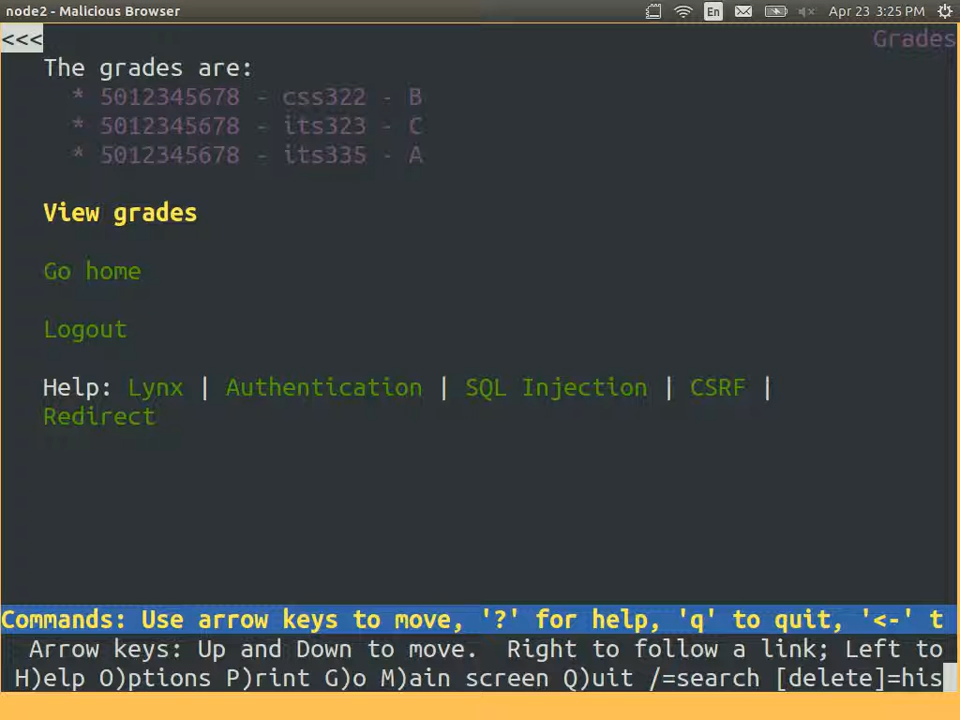 node2 - Malicious Browser En Apr 23 3:25 PM
<<< Grades
The grades are:
* 5012345678 - css322 - B
* 5012345678 - its323 - C
* 5012345678 - its335 - A
View grades
Go home
Logout
Help: Lynx | Authentication | SQL Injection | CSRF |
Redirect
Commands: Use arrow keys to move, '?' for help, 'q' to quit, '<-' t
Arrow keys: Up and Down to move. Right to follow a link; Left to
H)elp O)ptions P)rint G)o M)ain screen Q)uit /=search [delete]=his